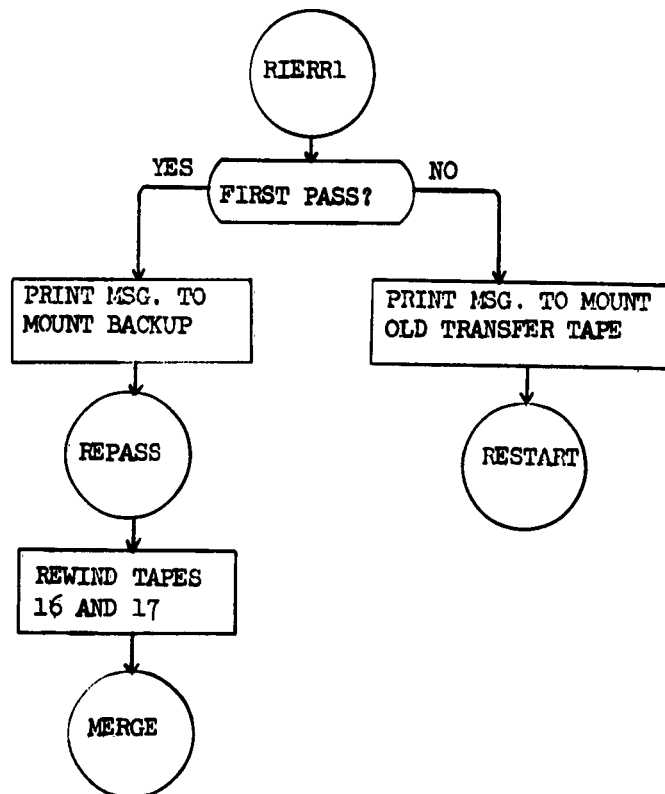 RIERR1
YES
FIRST PASS?
NO
PRINT MSG. TO
MOUNT BACKUP
PRINT MSG. TO MOUNT
OLD TRANSFER TAPE
REPASS
RESTART
REWIND TAPES
16 AND 17
MERGE